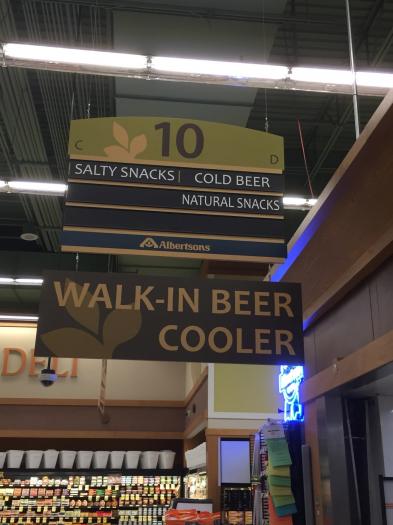 C 10 D
SALTY SNACKS | COLD BEER
NATURAL SNACKS
Albertsons
WALK-IN BEER
COOLER
DELI